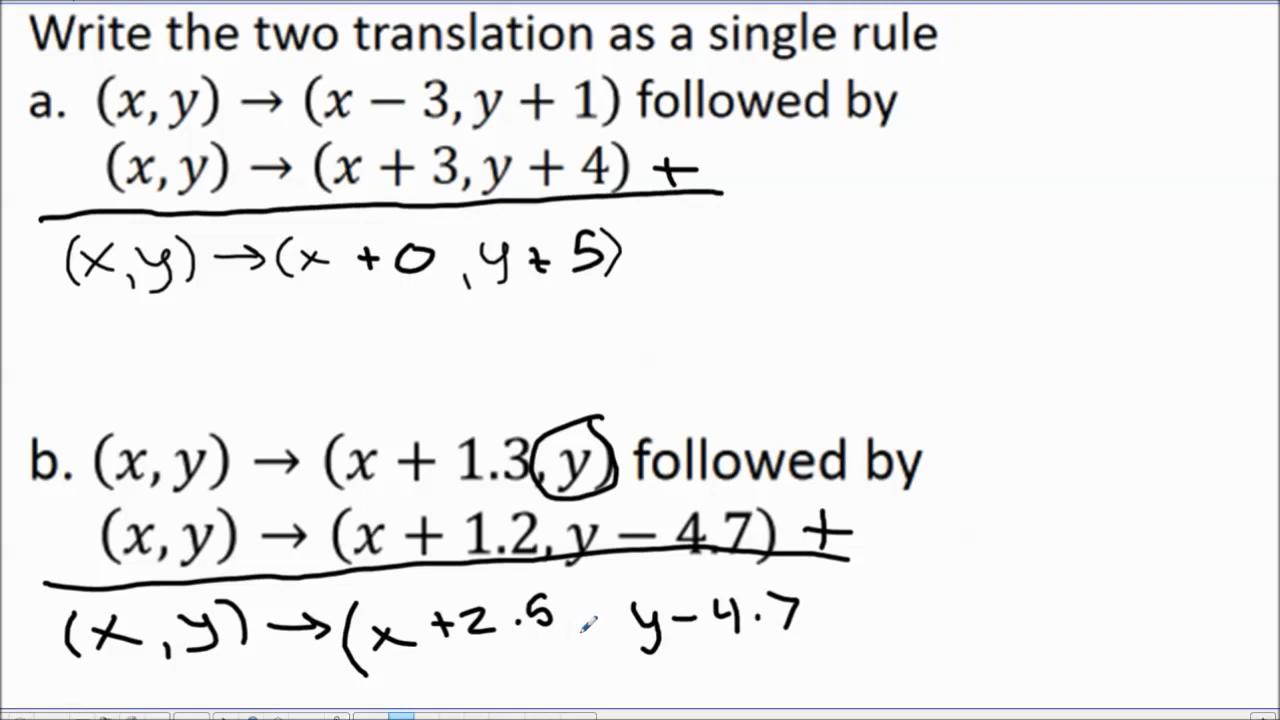 Write the two translation as a single rule
a. (x, y) → (x − 3, y + 1) followed by
(x, y) → (x + 3, y + 4) +
(x, y) → (x + 0, y + 5)
b. (x, y) → (x + 1.3, y) followed by
(x, y) → (x + 1.2, y − 4.7) +
(x, y) → (x + 2.5 y − 4.7